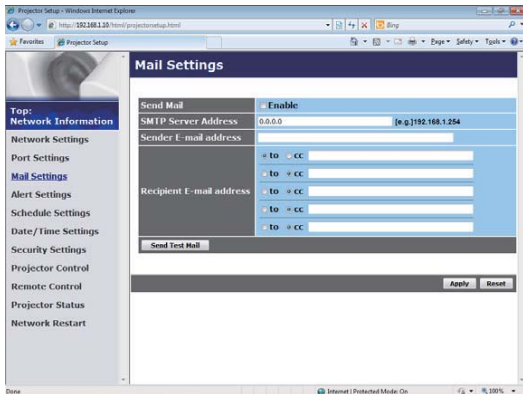 Projector Setup - Windows Internet Explorer
http://192.168.1.10/html/projectorsetup.html
Bing
Favorites
Projector Setup
Page
Safety
Tools
Mail Settings
Top:
Network Information
Network Settings
Port Settings
Mail Settings
Alert Settings
Schedule Settings
Date/Time Settings
Security Settings
Projector Control
Remote Control
Projector Status
Network Restart
Send Mail Enable
SMTP Server Address 0.0.0.0 [e.g.]192.168.1.254
Sender E-mail address
Recipient E-mail address
to cc
to cc
to cc
to cc
to cc
Send Test Mail
Apply Reset
Done
Internet | Protected Mode: On
100%